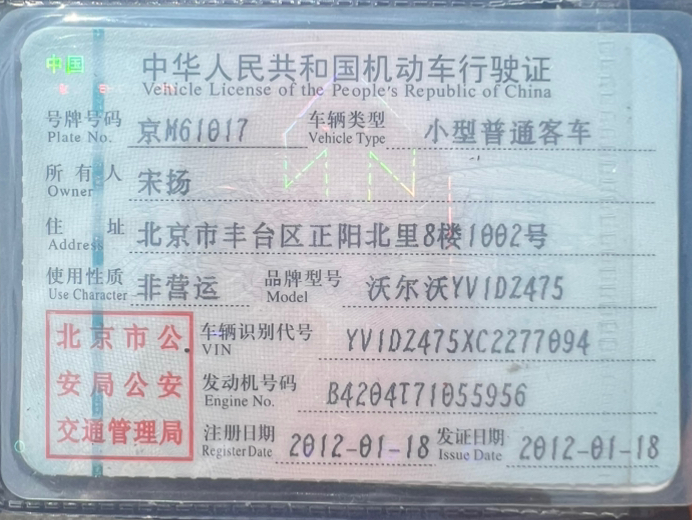 中国
中华人民共和国机动车行驶证
Vehicle License of the People's Republic of China
号牌号码 京M61017 车辆类型 小型普通客车
Plate No. Vehicle Type
所有人 宋扬
Owner
住址 北京市丰台区正阳北里8楼1002号
Address
使用性质 非营运 品牌型号 沃尔沃YV1DZ475
Use Character Model
北京市公安局公安交通管理局
车辆识别代号 YV1DZ475XC2277094
VIN
发动机号码 B4204T71055956
Engine No.
注册日期 2012-01-18 发证日期 2012-01-18
Register Date Issue Date